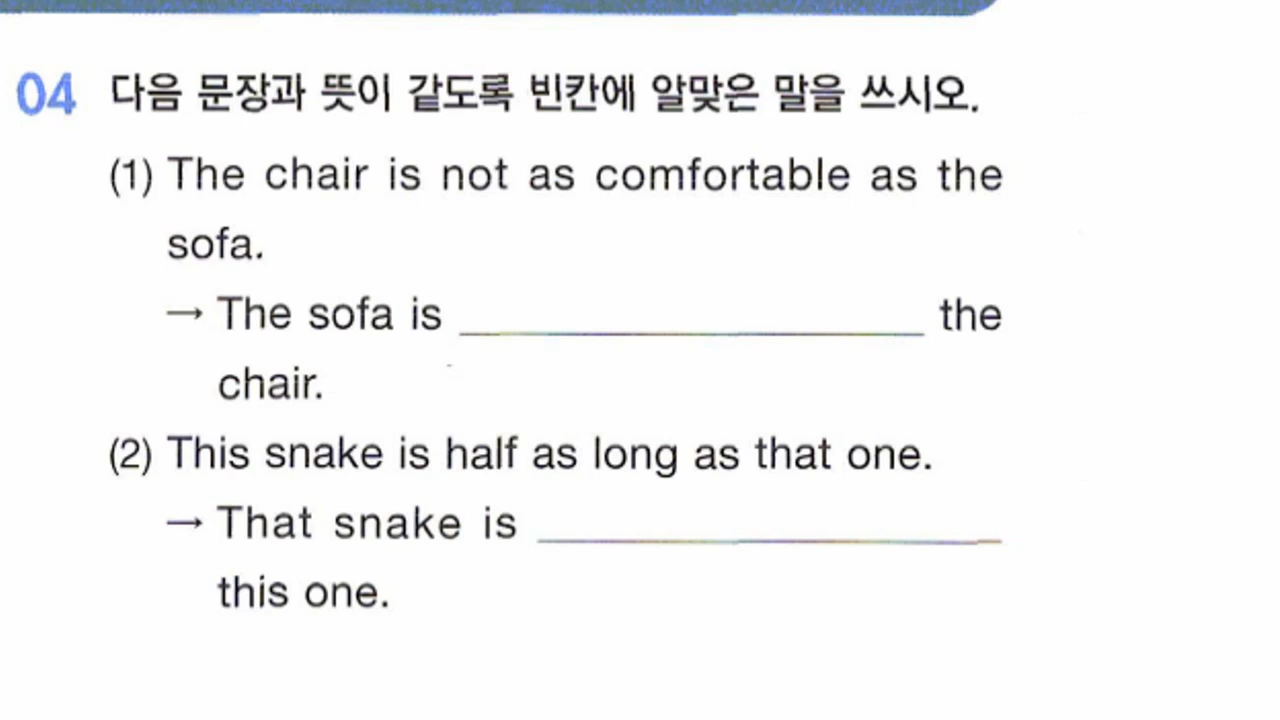 04 다음 문장과 뜻이 같도록 빈칸에 알맞은 말을 쓰시오.
(1) The chair is not as comfortable as the
sofa.
→ The sofa is ____________ the
chair.
(2) This snake is half as long as that one.
→ That snake is ____________
this one.